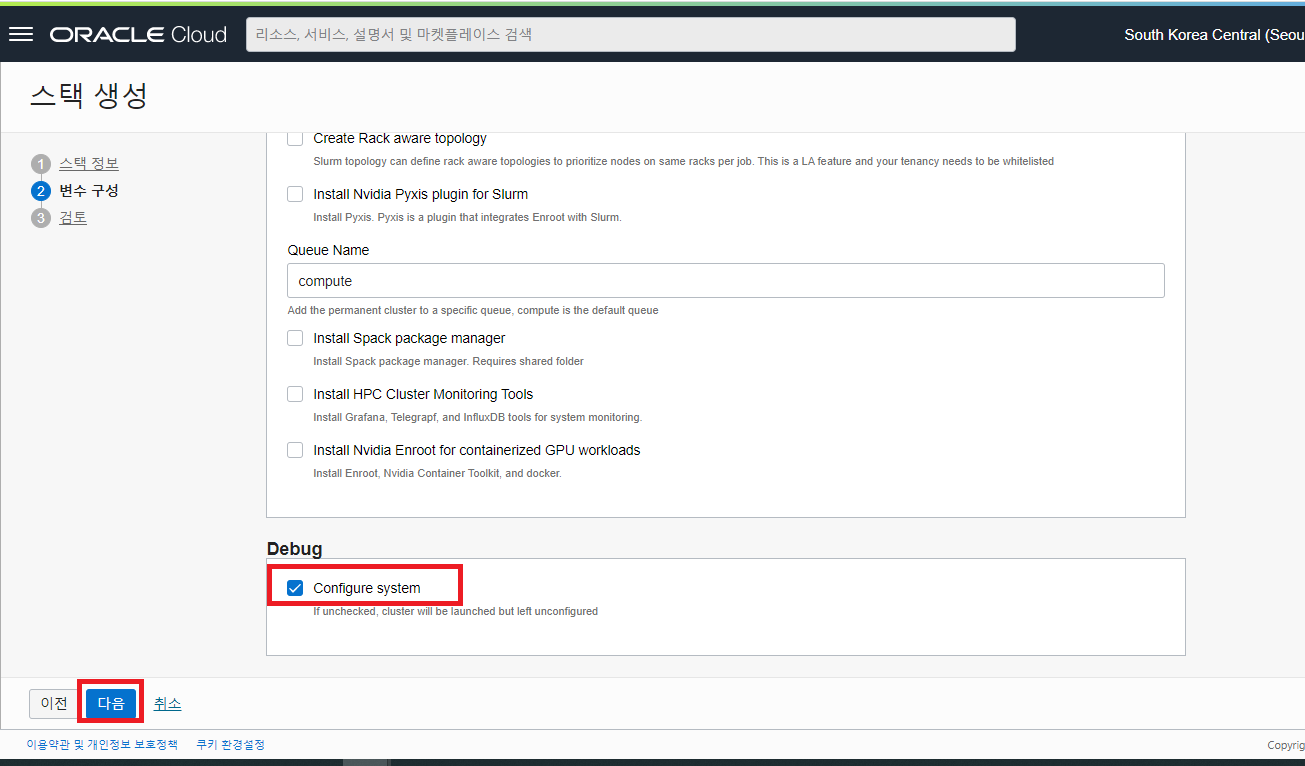 ORACLE Cloud
리소스, 서비스, 설명서 및 마켓플레이스 검색
South Korea Central (Seou
스택 생성
1 스택 정보
2 변수 구성
3 검토
Create Rack aware topology
Slurm topology can define rack aware topologies to prioritize nodes on same racks per job. This is a LA feature and your tenancy needs to be whitelisted
Install Nvidia Pyxis plugin for Slurm
Install Pyxis. Pyxis is a plugin that integrates Enroot with Slurm.
Queue Name
compute
Add the permanent cluster to a specific queue, compute is the default queue
Install Spack package manager
Install Spack package manager. Requires shared folder
Install HPC Cluster Monitoring Tools
Install Grafana, Telegrapf, and InfluxDB tools for system monitoring.
Install Nvidia Enroot for containerized GPU workloads
Install Enroot, Nvidia Container Toolkit, and docker.
Debug
Configure system
If unchecked, cluster will be launched but left unconfigured
이전 다음 취소
이용약관 및 개인정보 보호정책 쿠키 환경설정
Copyrig